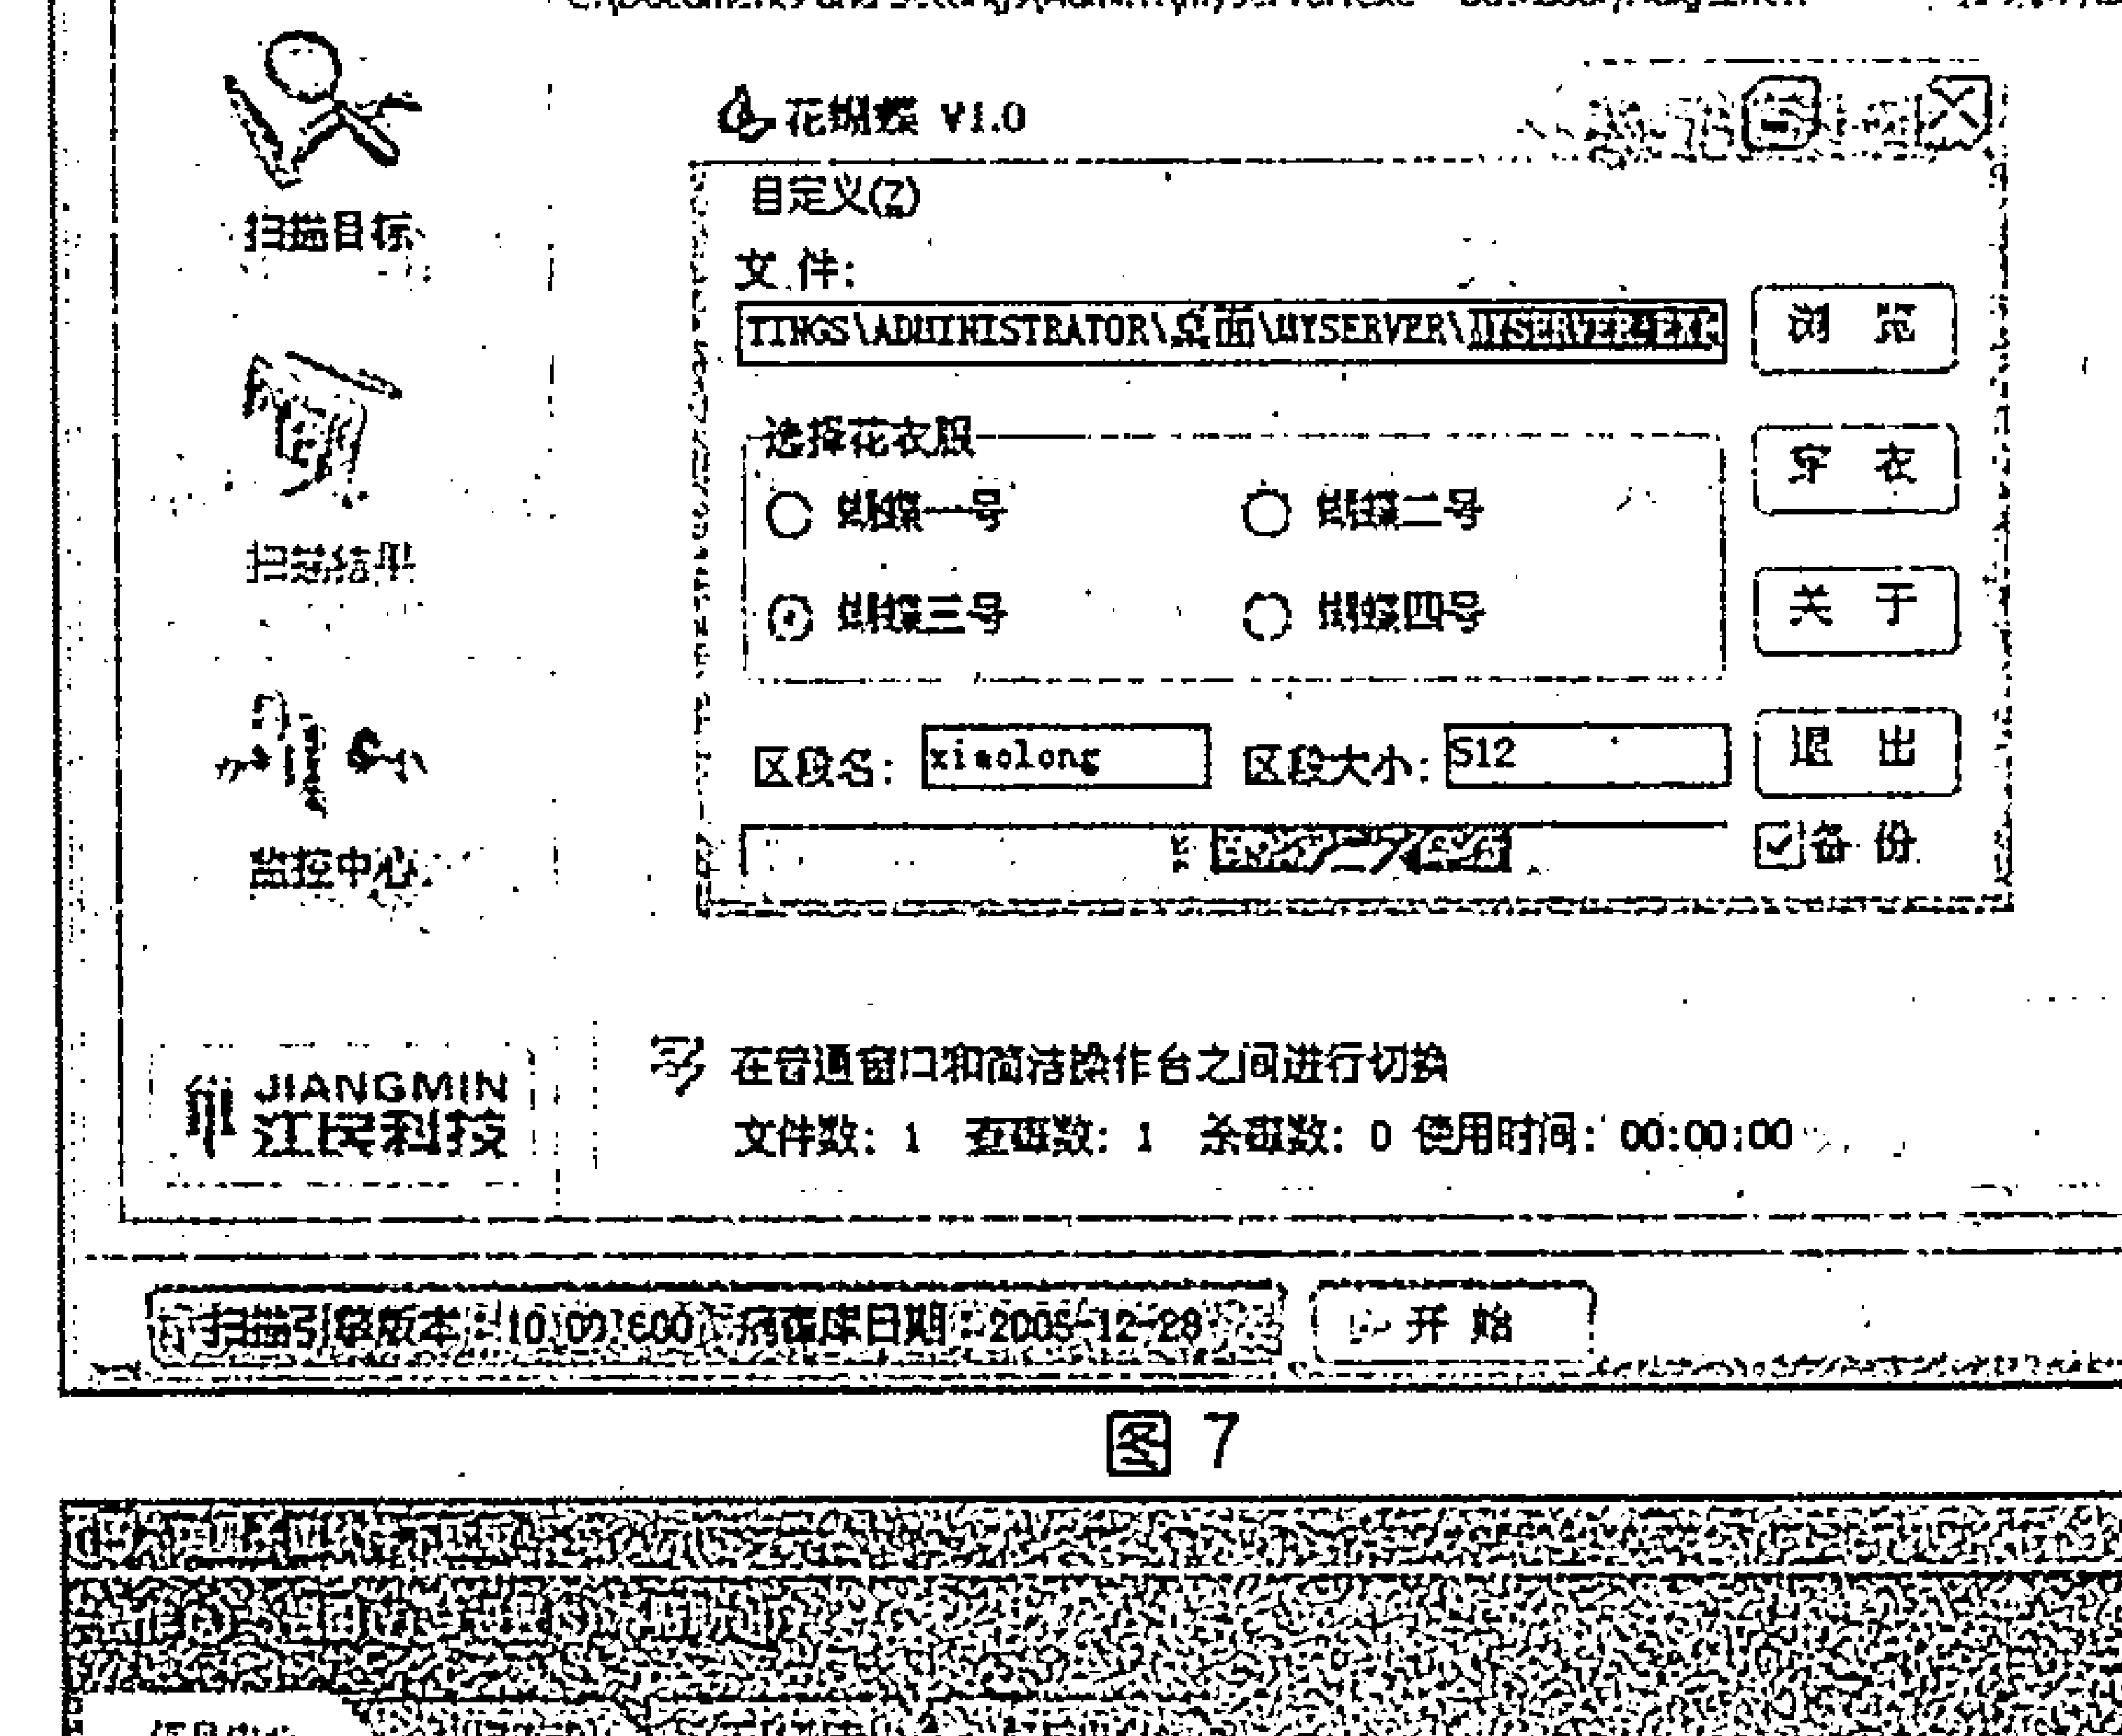 扫描目标
扫描结果
监控中心
JIANGMIN
江民科技
花蝴蝶 V1.0
自定义(Z)
文件:
TINGS\ADMINISTRATOR\桌面\MYSERVER\MYSERVER.EXE
浏 览
选择花衣服
穿 衣
蝴蝶一号
蝴蝶二号
蝴蝶三号
蝴蝶四号
关 于
区段名: xiaolong
区段大小: 512
退 出
备 份
在普通窗口和简洁操作台之间进行切换
文件数: 1 查毒数: 1 杀毒数: 0 使用时间: 00:00:00
扫描引擎版本: 病毒库日期: 2005-12-28
开 始
图 7